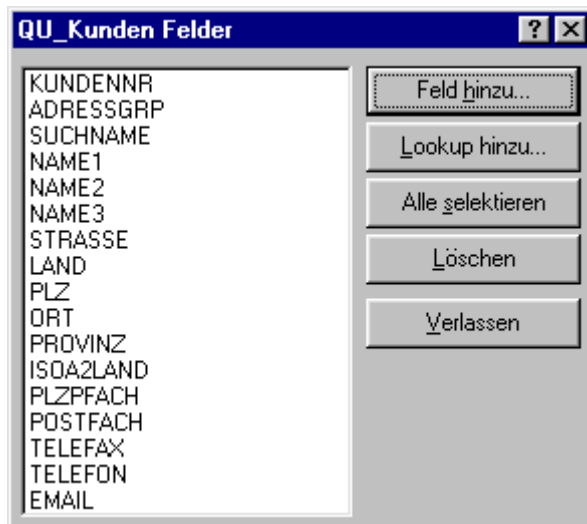 QU_Kunden Felder
KUNDENNR
ADRESSGRP
SUCHNAME
NAME1
NAME2
NAME3
STRASSE
LAND
PLZ
ORT
PROVINZ
ISOA2LAND
PLZPFACH
POSTFACH
TELEFAX
TELEFON
EMAIL
Feld hinzu...
Lookup hinzu...
Alle selektieren
Löschen
Verlassen